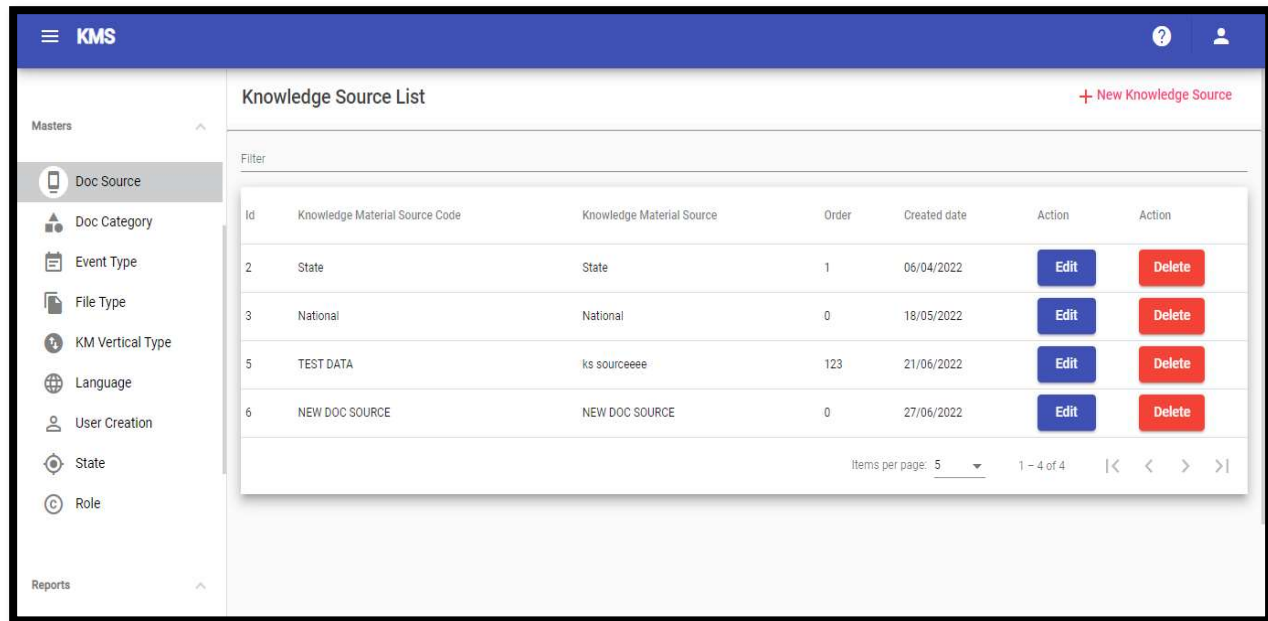 KMS
Knowledge Source List
+ New Knowledge Source
Masters
Filter
Doc Source
Doc Category
Event Type
File Type
KM Vertical Type
Language
User Creation
State
Role
Reports
Id Knowledge Material Source Code Knowledge Material Source Order Created date Action Action
2 State State 1 06/04/2022 Edit Delete
3 National National 0 18/05/2022 Edit Delete
5 TEST DATA ks sourceeee 123 21/06/2022 Edit Delete
6 NEW DOC SOURCE NEW DOC SOURCE 0 27/06/2022 Edit Delete
Items per page: 5 1 – 4 of 4